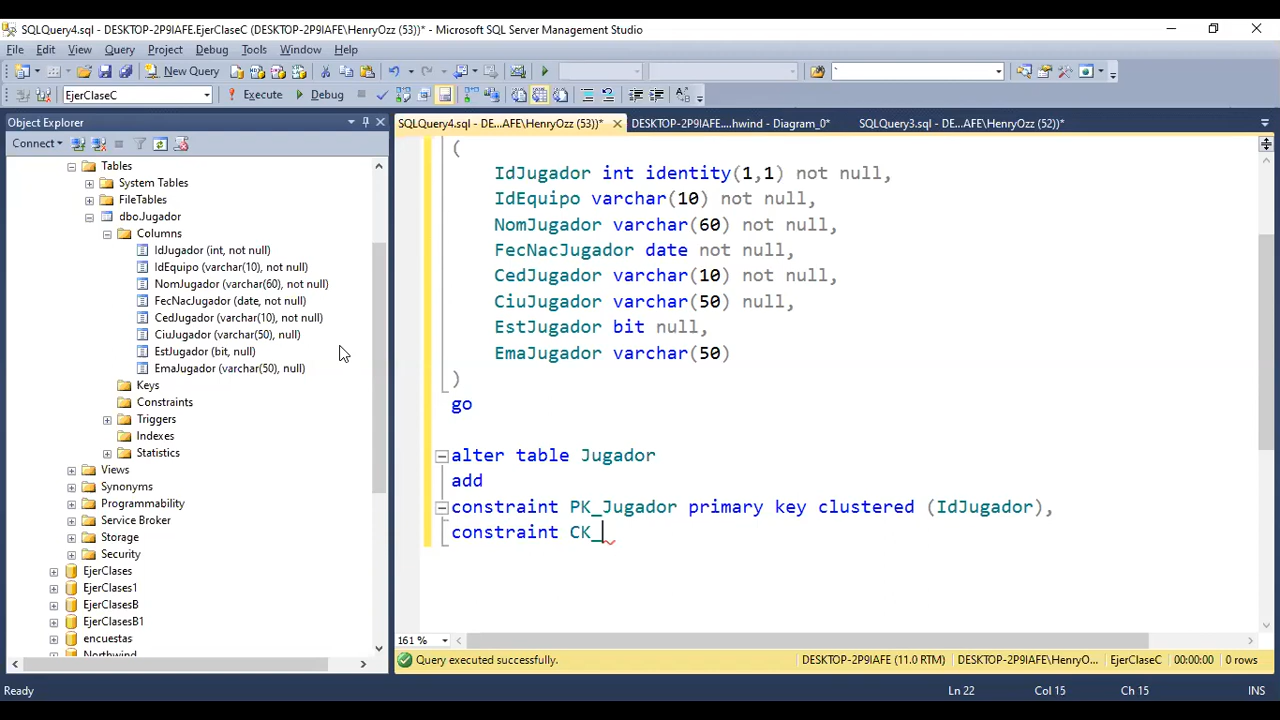 SQLQuery4.sql - DESKTOP-2P9IAFE.EjerClaseC (DESKTOP-2P9IAFE\HenryOzz (53))* - Microsoft SQL Server Management Studio
File Edit View Query Project Debug Tools Window Help
New Query
EjerClaseC Execute Debug
Object Explorer
SQLQuery4.sql - DE...AFE\HenryOzz (53))* DESKTOP-2P9IAFE....hwind - Diagram_0* SQLQuery3.sql - DE...AFE\HenryOzz (52))*
Connect
Tables
System Tables
FileTables
dbo.Jugador
Columns
IdJugador (int, not null)
IdEquipo (varchar(10), not null)
NomJugador (varchar(60), not null)
FecNacJugador (date, not null)
CedJugador (varchar(10), not null)
CiuJugador (varchar(50), null)
EstJugador (bit, null)
EmaJugador (varchar(50), null)
Keys
Constraints
Triggers
Indexes
Statistics
Views
Synonyms
Programmability
Service Broker
Storage
Security
EjerClases
EjerClases1
EjerClasesB
EjerClasesB1
encuestas
Northwind
(
IdJugador int identity(1,1) not null,
IdEquipo varchar(10) not null,
NomJugador varchar(60) not null,
FecNacJugador date not null,
CedJugador varchar(10) not null,
CiuJugador varchar(50) null,
EstJugador bit null,
EmaJugador varchar(50)
)
go
alter table Jugador
add
constraint PK_Jugador primary key clustered (IdJugador),
constraint CK_
161 %
Query executed successfully. DESKTOP-2P9IAFE (11.0 RTM) DESKTOP-2P9IAFE\HenryO... EjerClaseC 00:00:00 0 rows
Ready Ln 22 Col 15 Ch 15 INS